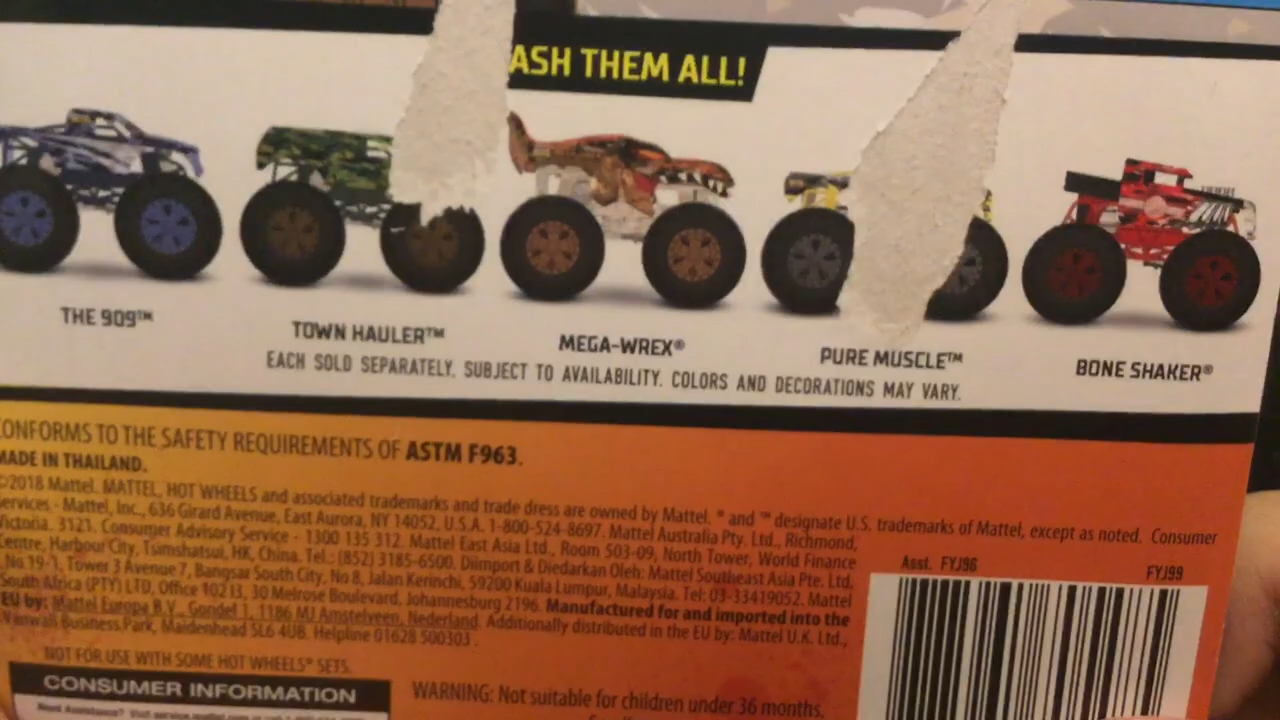 ASH THEM ALL!
THE 909™
TOWN HAULER™
MEGA-WREX®
PURE MUSCLE™
BONE SHAKER®
EACH SOLD SEPARATELY. SUBJECT TO AVAILABILITY. COLORS AND DECORATIONS MAY VARY.
CONFORMS TO THE SAFETY REQUIREMENTS OF ASTM F963.
MADE IN THAILAND.
©2018 Mattel. MATTEL, HOT WHEELS and associated trademarks and trade dress are owned by Mattel. ® and ™ designate U.S. trademarks of Mattel, except as noted. Consumer
Services - Mattel, Inc., 636 Girard Avenue, East Aurora, NY 14052, U.S.A. 1-800-524-8697. Mattel Australia Pty. Ltd., Richmond,
Victoria. 3121. Consumer Advisory Service - 1300 135 312. Mattel East Asia Ltd., Room 503-09, North Tower, World Finance
Centre, Harbour City, Tsimshatsui, HK, China. Tel.: (852) 3185-6500. Diimport & Diedarkan Oleh: Mattel Southeast Asia Pte. Ltd.
No 19-1, Tower 3 Avenue 7, Bangsar South City, No 8, Jalan Kerinchi, 59200 Kuala Lumpur, Malaysia. Tel: 03-33419052. Mattel
South Africa (PTY) LTD, Office 102I3, 30 Melrose Boulevard, Johannesburg 2196. Manufactured for and imported into the
EU by: Mattel Europa B.V., Gondel 1, 1186 MJ Amstelveen, Nederland. Additionally distributed in the EU by: Mattel U.K. Ltd.,
Vanwall Business Park, Maidenhead SL6 4UB. Helpline 01628 500303.
Asst. FYJ96
FYJ99
NOT FOR USE WITH SOME HOT WHEELS® SETS.
CONSUMER INFORMATION
Need Assistance? Visit
WARNING: Not suitable for children under 36 months.